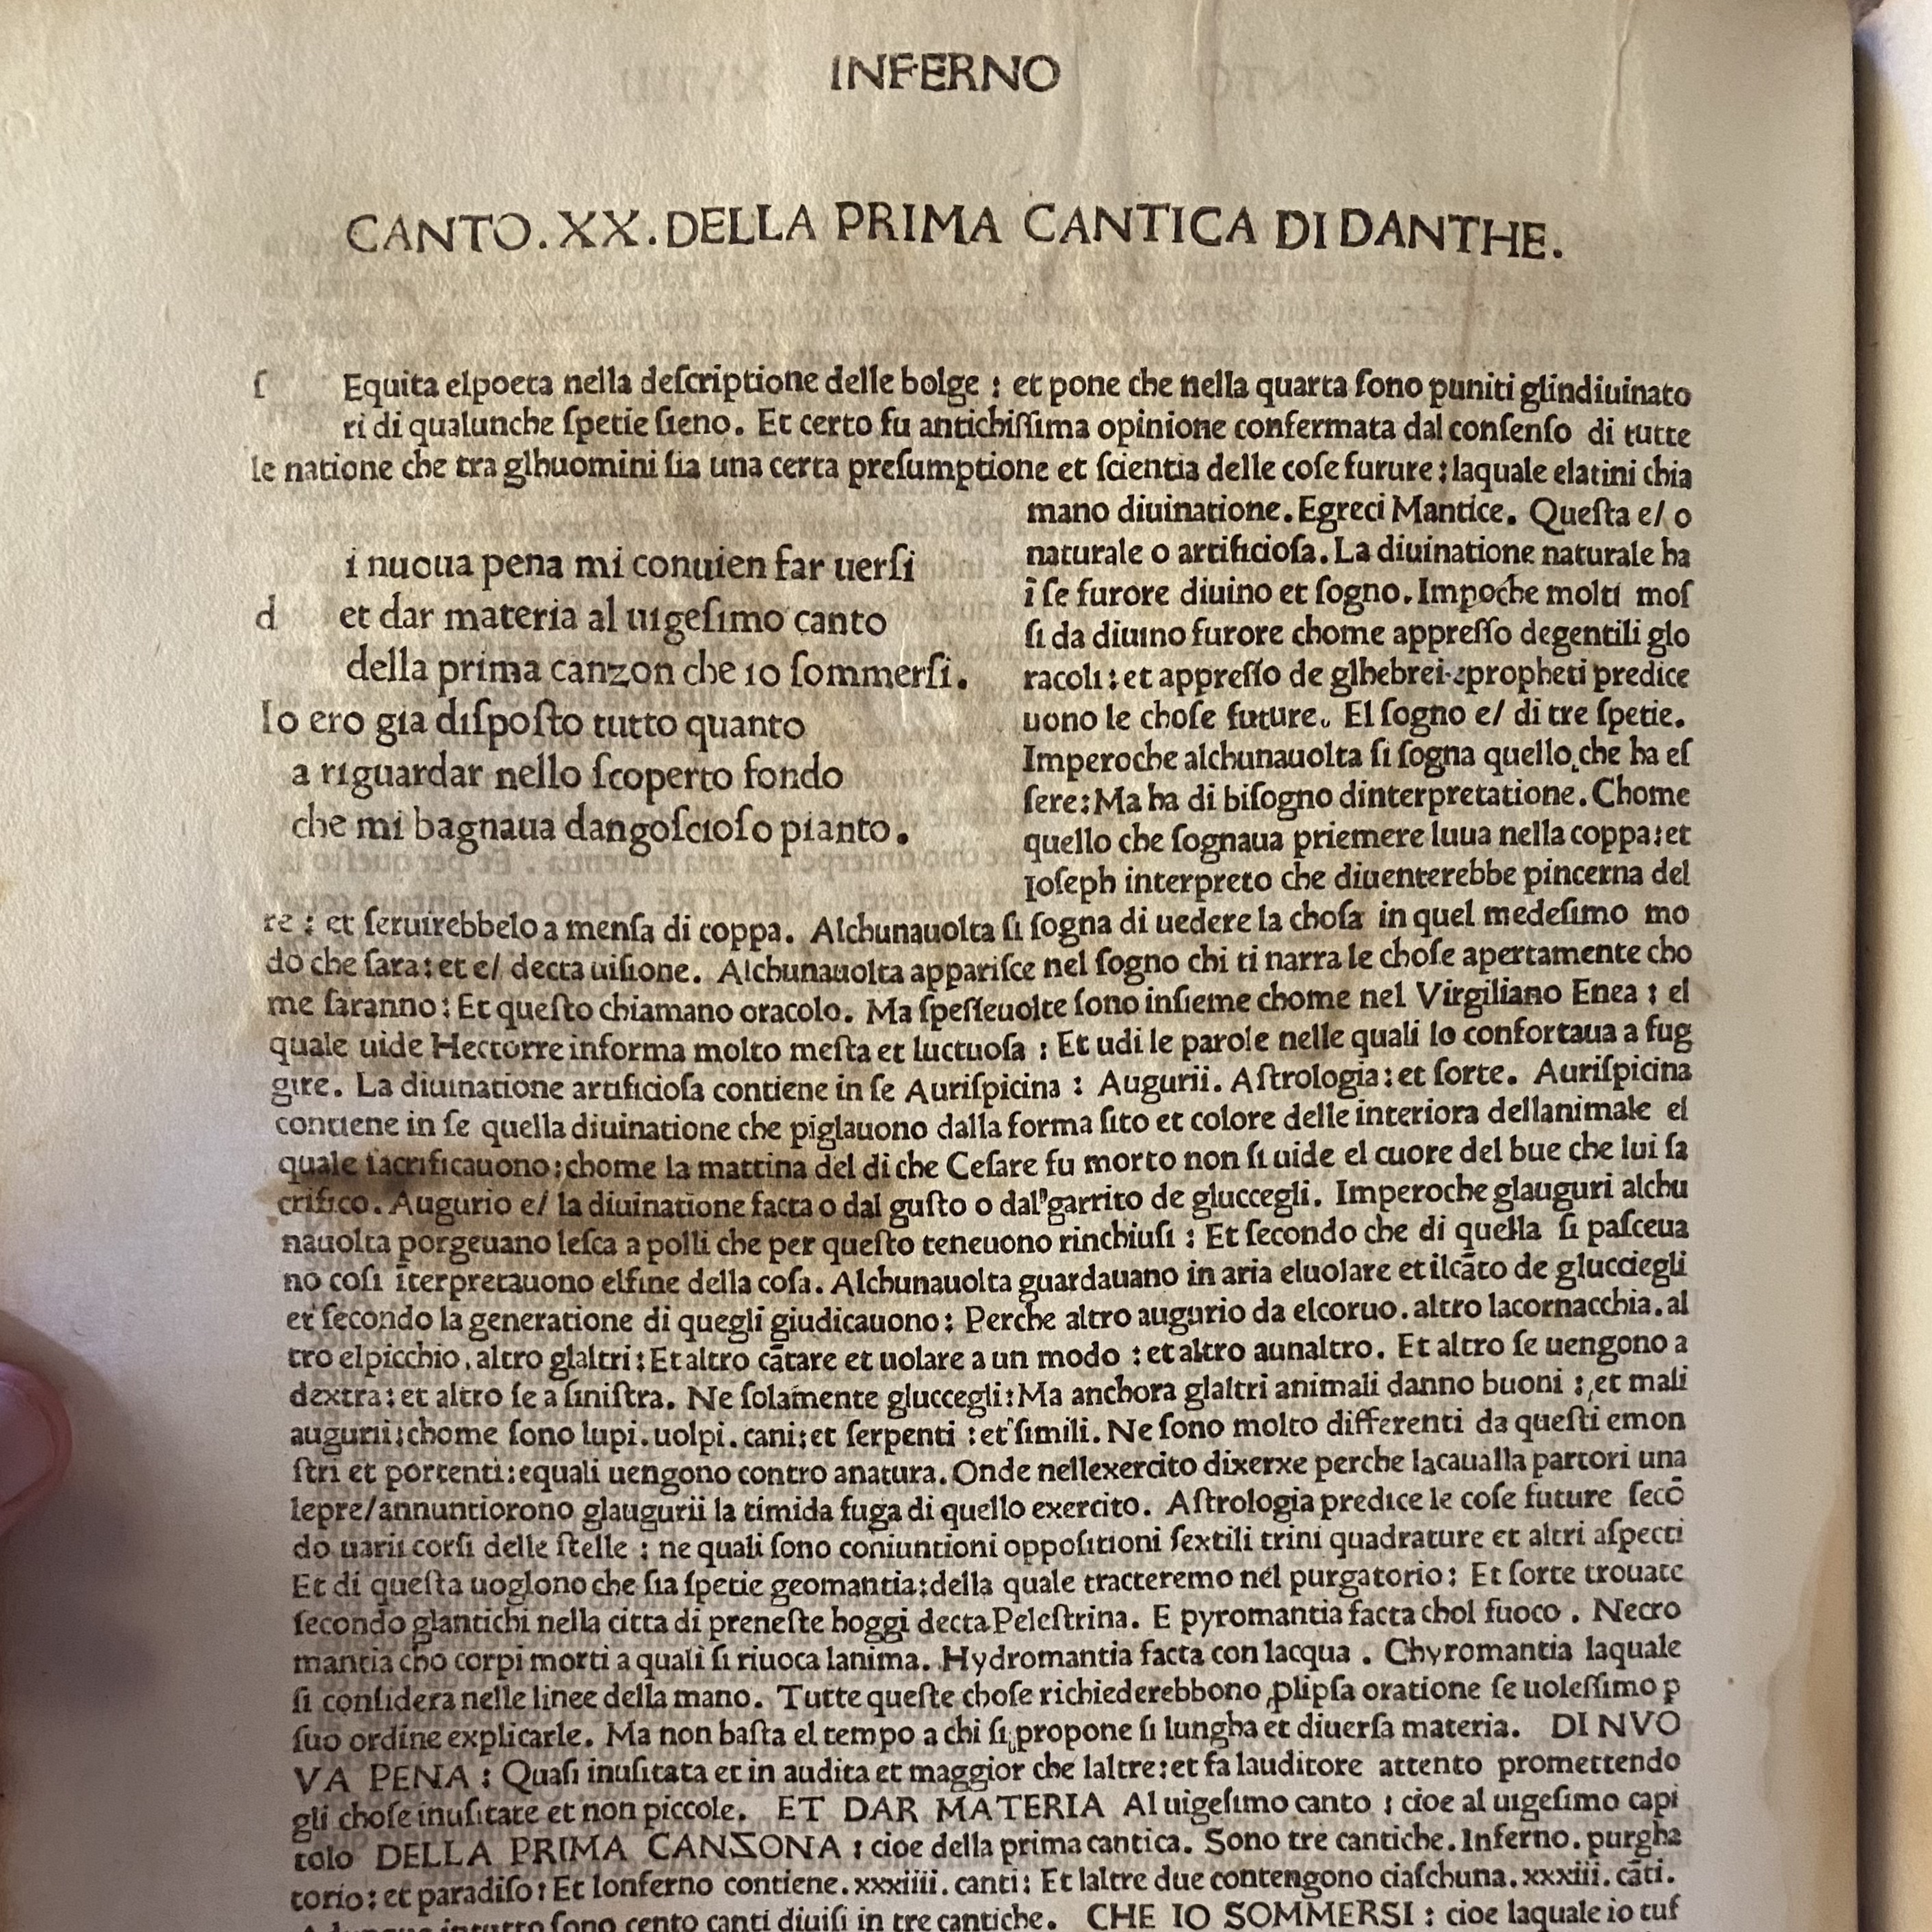 INFERNO
CANTO.XX.DELLA PRIMA CANTICA DI DANTHE.
ſ Equita elpoeta nella deſcriptione delle bolge : et pone che nella quarta ſono puniti glindiuinato
ri di qualunche ſpetie ſieno. Et certo fu antichiſſima opinione confermata dal conſenſo di tutte
le natione che tra glhuomini ſia una certa preſumptione et ſcientia delle coſe furure : laquale elatini chia
mano diuinatione. Egreci Mantice. Queſta e/ o
naturale o artificioſa. La diuinatione naturale ha
ĩ ſe furore diuino et ſogno. Impoche molti moſ
ſi da diuino furore chome appreſſo degentili glo
racoli : et appreſſo de glhebrei propheti predice
uono le choſe future. El ſogno e/ di tre ſpetie.
Imperoche alchunauolta ſi ſogna quello che ha eſ
ſere: Ma ha di biſogno dinterpretatione. Chome
quello che ſognaua priemere luua nella coppa: et
Ioſeph interpreto che diuenterebbe pincerna del
i nuoua pena mi conuien far uerſi
d et dar materia al uigeſimo canto
della prima canzon che io ſommerſi.
Io ero gia diſpoſto tutto quanto
a riguardar nello ſcoperto fondo
che mi bagnaua dangoſcioſo pianto.
re : et ſeruirebbelo a menſa di coppa. Alchunauolta ſi ſogna di uedere la choſa in quel medeſimo mo
do che ſara: et e/ decta uiſione. Alchunauolta appariſce nel ſogno chi ti narra le choſe apertamente cho
me ſaranno: Et queſto chiamano oracolo. Ma ſpeſſeuolte ſono inſieme chome nel Virgiliano Enea : el
quale uide Hectorre informa molto meſta et luctuoſa : Et udi le parole nelle quali lo confortaua a fug
gire. La diuinatione artificioſa contiene in ſe Auriſpicina : Augurii. Aſtrologia: et ſorte. Auriſpicina
contiene in ſe quella diuinatione che piglauono dalla forma ſito et colore delle interiora dellanimale el
quale ſacrificauono: chome la mattina del di che Ceſare fu morto non ſi uide el cuore del bue che lui ſa
crifico. Augurio e/ la diuinatione facta o dal guſto o dal garrito de gluccegli. Imperoche glauguri alchu
nauolta porgeuano leſca a polli che per queſto teneuono rinchiuſi : Et ſecondo che di quella ſi paſceua
no coſi ĩterpretauono elfine della coſa. Alchunauolta guardauano in aria eluolare et ilcãto de glucciegli
et ſecondo la generatione di quegli giudicauono: Perche altro augurio da elcoruo. altro lacornacchia. al
tro elpicchio. altro glaltri: Et altro cãtare et uolare a un modo : et altro aunaltro. Et altro ſe uengono a
dextra: et altro ſe a ſiniſtra. Ne ſolamente gluccegli: Ma anchora glaltri animali danno buoni : et mali
augurii: chome ſono lupi. uolpi. cani: et ſerpenti : et ſimili. Ne ſono molto differenti da queſti emon
ſtri et portenti: equali uengono contro anatura. Onde nellexercito dixerxe perche lacaualla partori una
lepre/annuntiorono glaugurii la timida fuga di quello exercito. Aſtrologia predice le coſe future ſecõ
do uarii corſi delle ſtelle : ne quali ſono coniuntioni oppoſitioni ſextili trini quadrature et altri aſpecti
Et di queſta uoglono che ſia ſpetie geomantia: della quale tracteremo nel purgatorio: Et ſorte trouate
ſecondo glantichi nella citta di preneſte hoggi decta Peleſtrina. E pyromantia facta chol fuoco. Necro
mantia cho corpi morti a quali ſi riuoca lanima. Hydromantia facta con lacqua. Chyromantia laquale
ſi conſidera nelle linee della mano. Tutte queſte choſe richiederebbono ꝓlipſa oratione ſe uoleſſimo ꝑ
ſuo ordine explicarle. Ma non baſta el tempo a chi ſi propone ſi lungha et diuerſa materia. DI NVO
VA PENA : Quaſi inuſitata et in audita et maggior che laltre: et fa lauditore attento promettendo
gli choſe inuſitate et non piccole. ET DAR MATERIA Al uigeſimo canto : cioe al uigeſimo capi
tolo DELLA PRIMA CANZONA : cioe della prima cantica. Sono tre cantiche. Inferno. purgha
torio: et paradiſo: Et lonferno contiene. xxxiiii. canti: Et laltre due contengono ciaſchuna. xxxiii. cãti.
intutto ſono cento canti diuiſi in tre cantiche. CHE IO SOMMERSI : cioe laquale io tuf